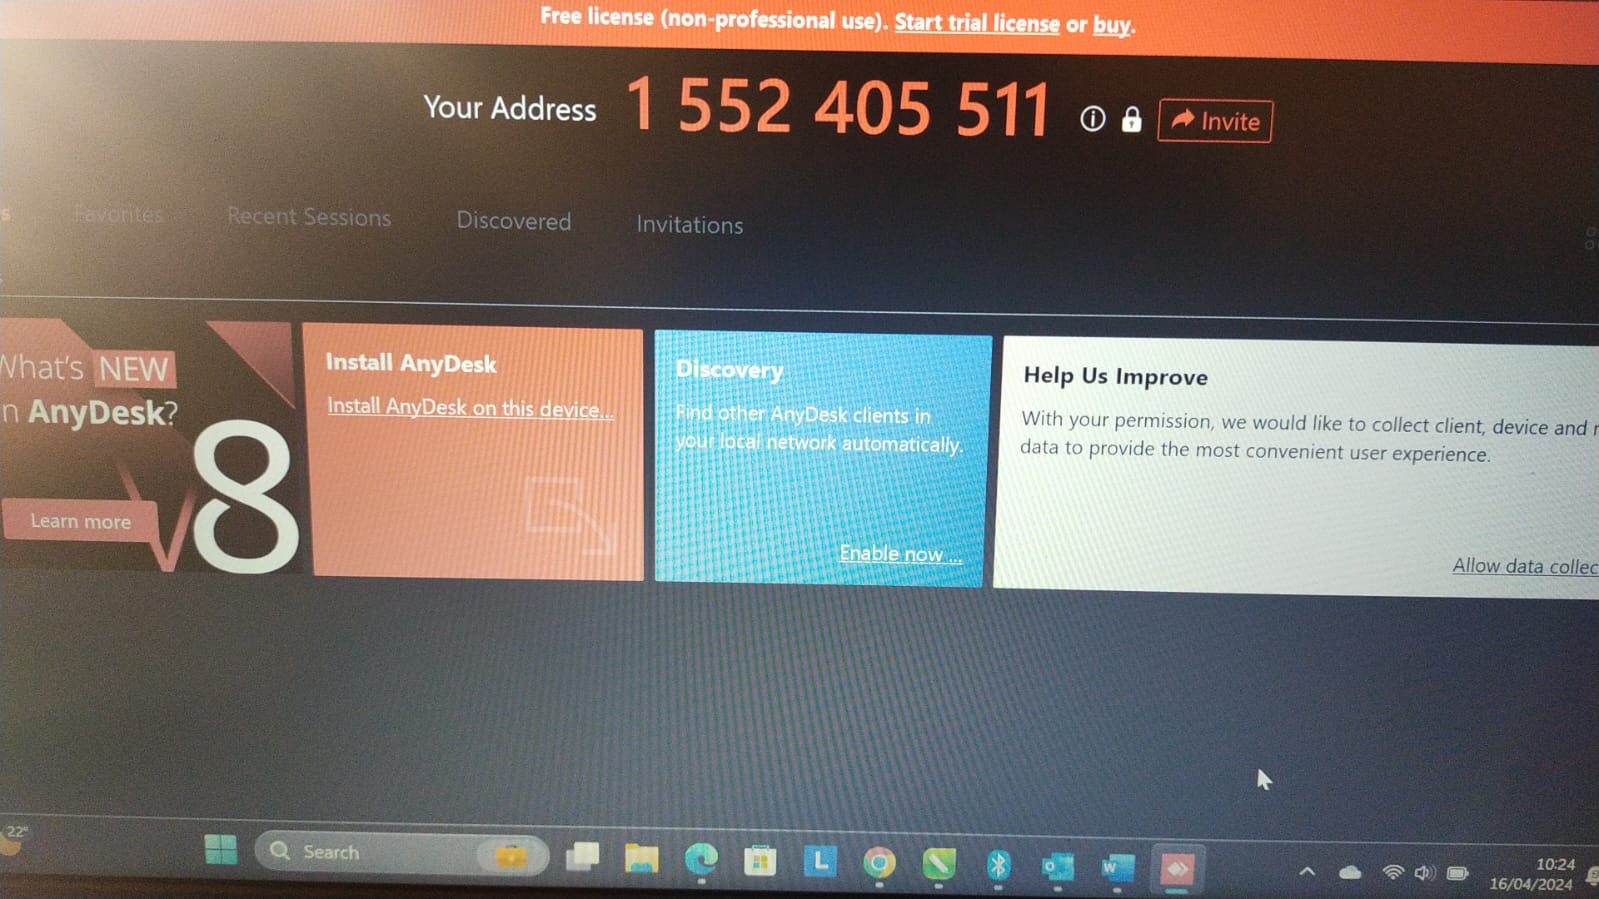 Free license (non-professional use). Start trial license or buy.
Your Address 1 552 405 511 Invite
s Favorites Recent Sessions Discovered Invitations
What's NEW
in AnyDesk?
V8
Learn more
Install AnyDesk
Install AnyDesk on this device...
Discovery
Find other AnyDesk clients in
your local network automatically.
Enable now ...
Help Us Improve
With your permission, we would like to collect client, device and
data to provide the most convenient user experience.
Allow data collec
22°
Search
10:24
16/04/2024